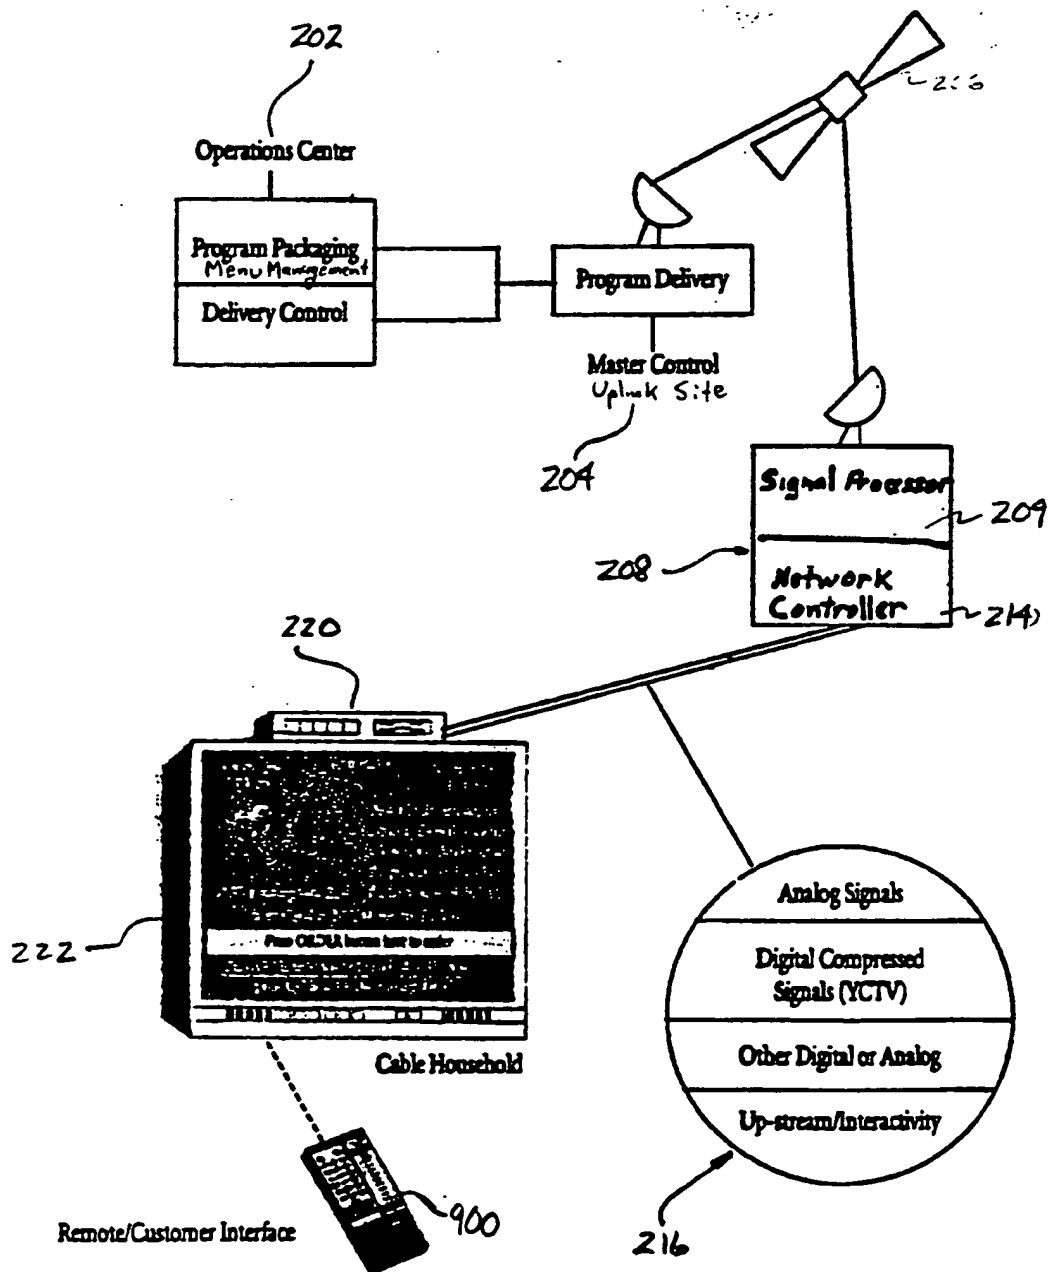 202
Operations Center
Program Packaging
Menu Management
Delivery Control
Program Delivery
Master Control
Uplink Site
204
Signal Processor
209
208
Network
Controller
214
220
222
Cable Household
Analog Signals
Digital Compressed
Signals (YCTV)
Other Digital or Analog
Up-stream/Interactivity
216
900
Remote/Customer Interface